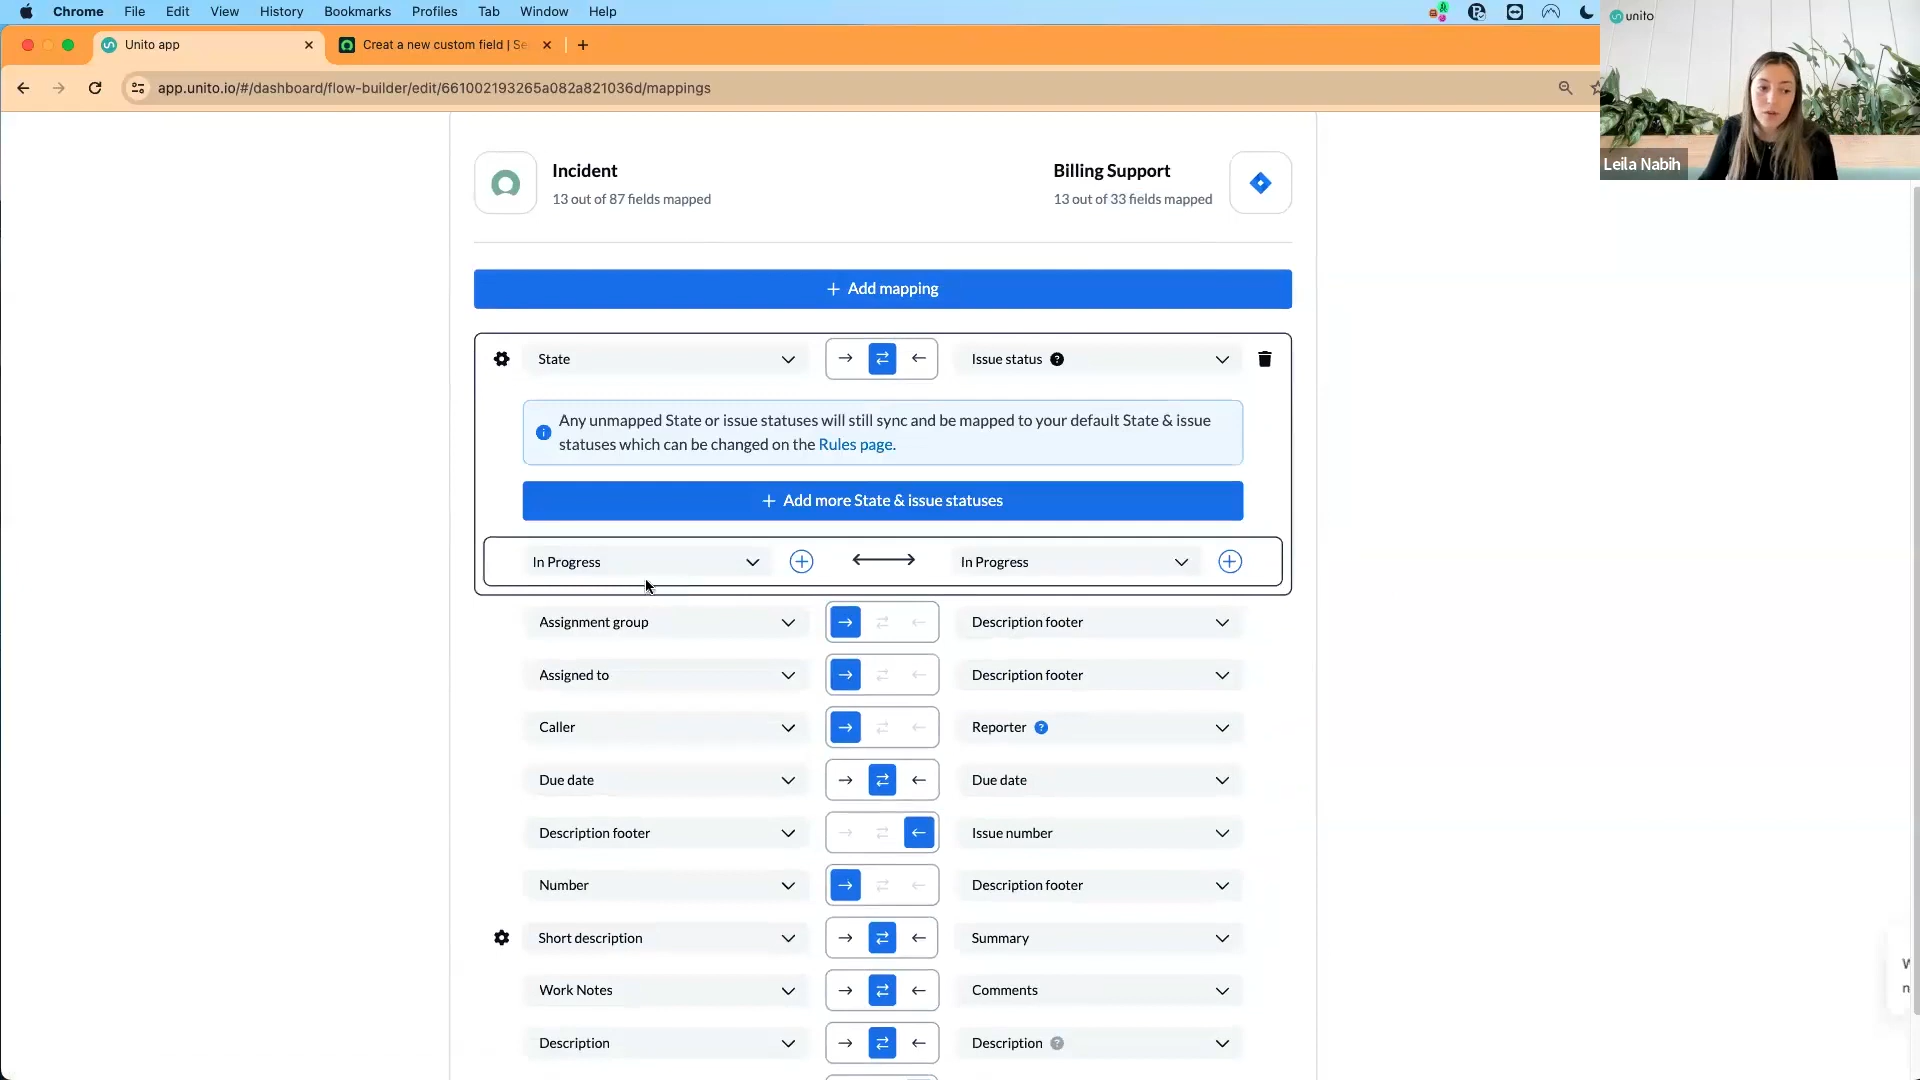 Chrome File Edit View History Bookmarks Profiles Tab Window Help
Unito app
Creat a new custom field | Se
app.unito.io/#/dashboard/flow-builder/edit/661002193265a082a821036d/mappings
unito
Leila Nabih
Incident
13 out of 87 fields mapped
Billing Support
13 out of 33 fields mapped
+ Add mapping
State
Issue status
Any unmapped State or issue statuses will still sync and be mapped to your default State & issue
statuses which can be changed on the Rules page.
+ Add more State & issue statuses
In Progress
In Progress
Assignment group
Description footer
Assigned to
Description footer
Caller
Reporter
Due date
Due date
Description footer
Issue number
Number
Description footer
Short description
Summary
Work Notes
Comments
Description
Description